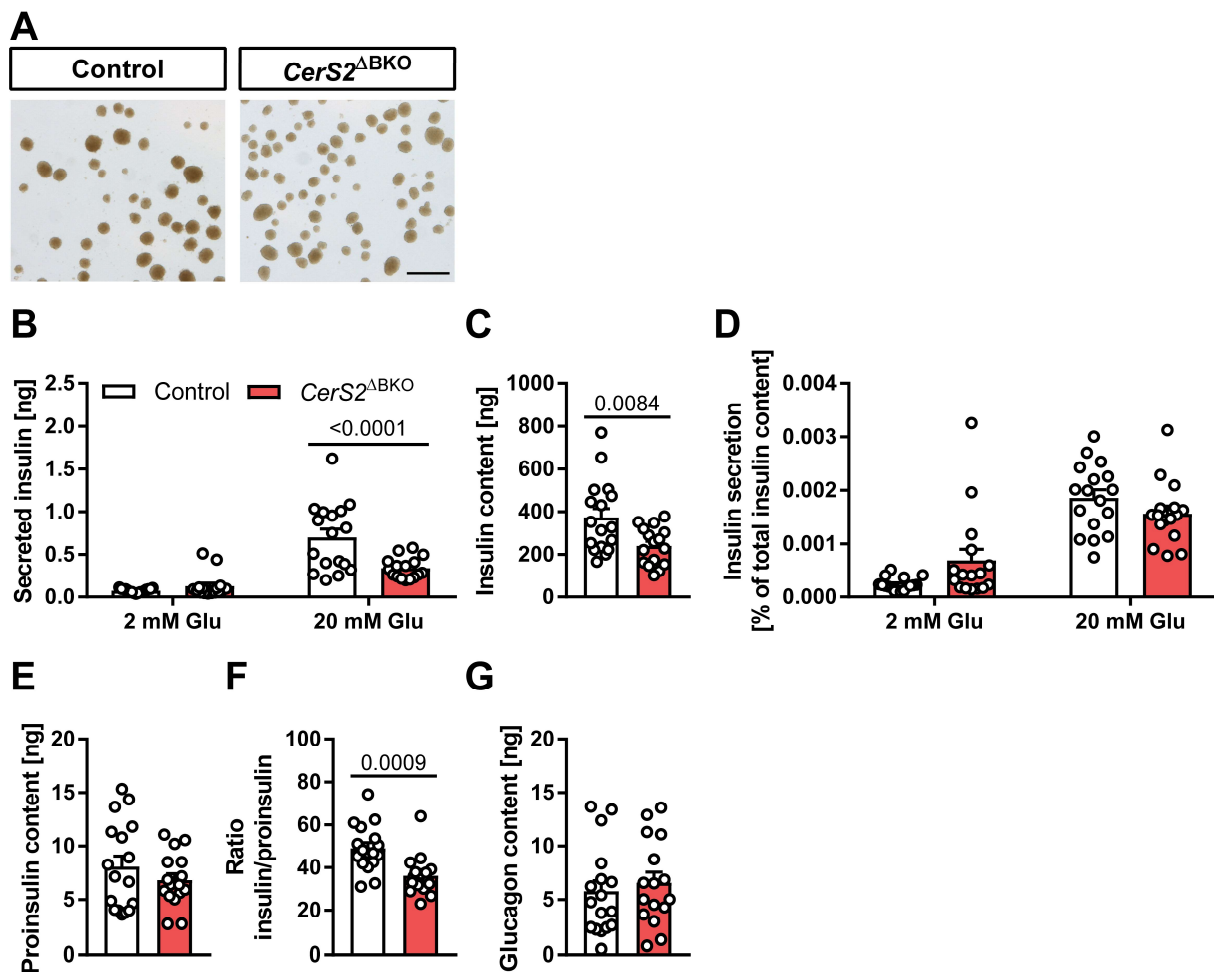 A
Control
CerS2ΔBKO
B
C
D
Secreted insulin [ng]
2.5
2.0
1.5
1.0
0.5
0.0
Control
CerS2ΔBKO
<0.0001
2 mM Glu
20 mM Glu
Insulin content [ng]
1000
800
600
400
200
0
0.0084
Insulin secretion
[% of total insulin content]
0.004
0.003
0.002
0.001
0.000
2 mM Glu
20 mM Glu
E
F
G
Proinsulin content [ng]
20
15
10
5
0
Ratio
insulin/proinsulin
100
80
60
40
20
0
0.0009
Glucagon content [ng]
20
15
10
5
0